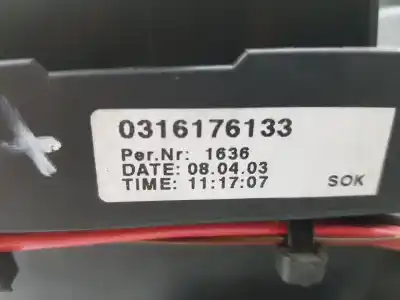 0316176133
Per.Nr: 1636
DATE: 08.04.03
TIME: 11:17:07 SOK